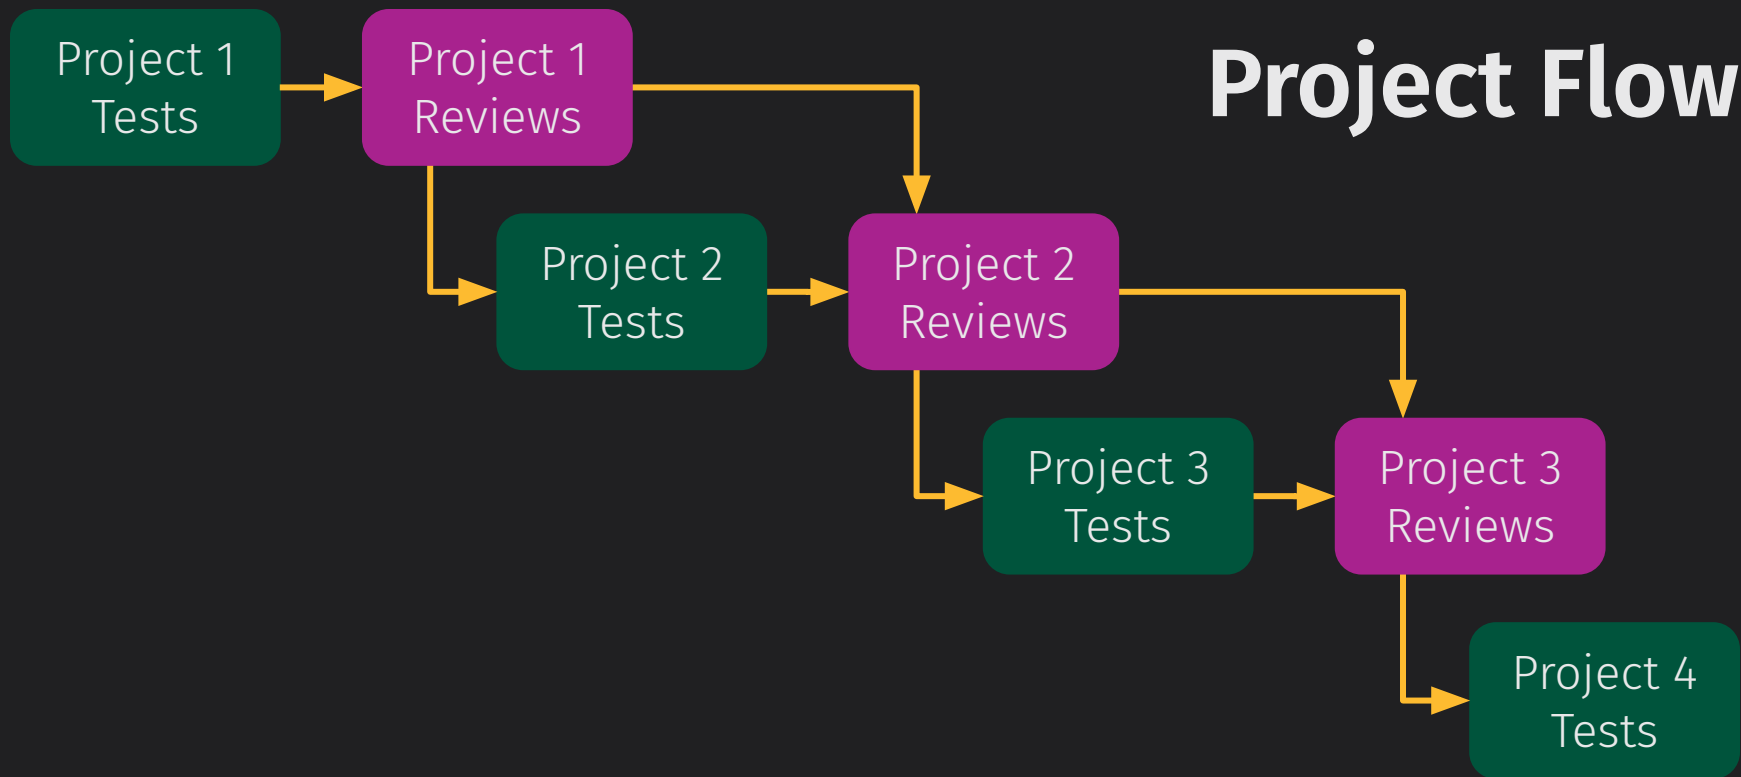 Project 1
Tests
Project 1
Reviews
Project Flow
Project 2
Tests
Project 2
Reviews
Project 3
Tests
Project 3
Reviews
Project 4
Tests